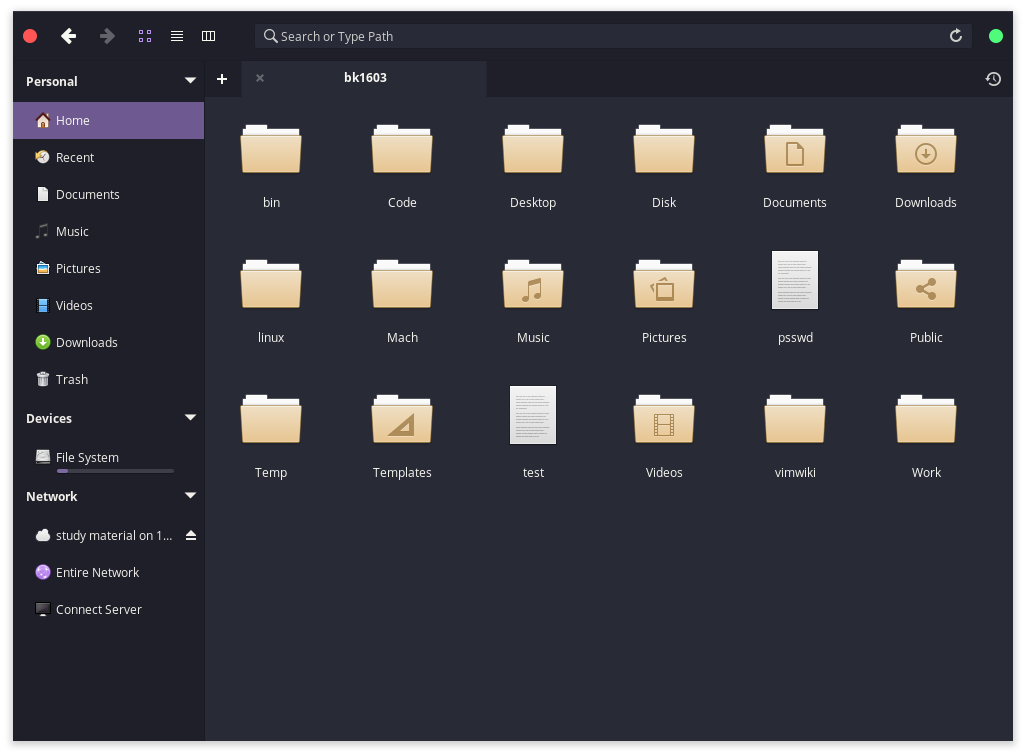 Search or Type Path
Personal
Home
Recent
Documents
Music
Pictures
Videos
Downloads
Trash
Devices
File System
Network
study material on 1...
Entire Network
Connect Server
bk1603
bin Code Desktop Disk Documents Downloads
linux Mach Music Pictures psswd Public
Temp Templates test Videos vimwiki Work